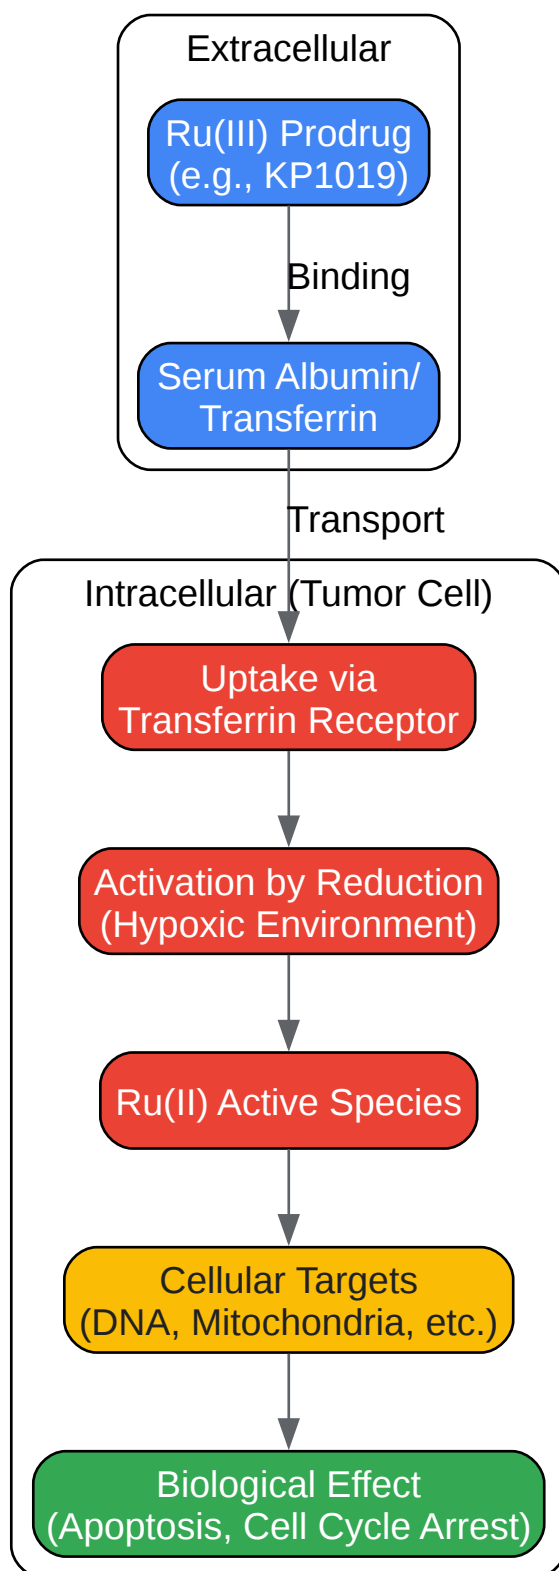 Extracellular
Ru(III) Prodrug
(e.g., KP1019)
Binding
Serum Albumin/
Transferrin
Transport
Intracellular (Tumor Cell)
Uptake via
Transferrin Receptor
Activation by Reduction
(Hypoxic Environment)
Ru(II) Active Species
Cellular Targets
(DNA, Mitochondria, etc.)
Biological Effect
(Apoptosis, Cell Cycle Arrest)